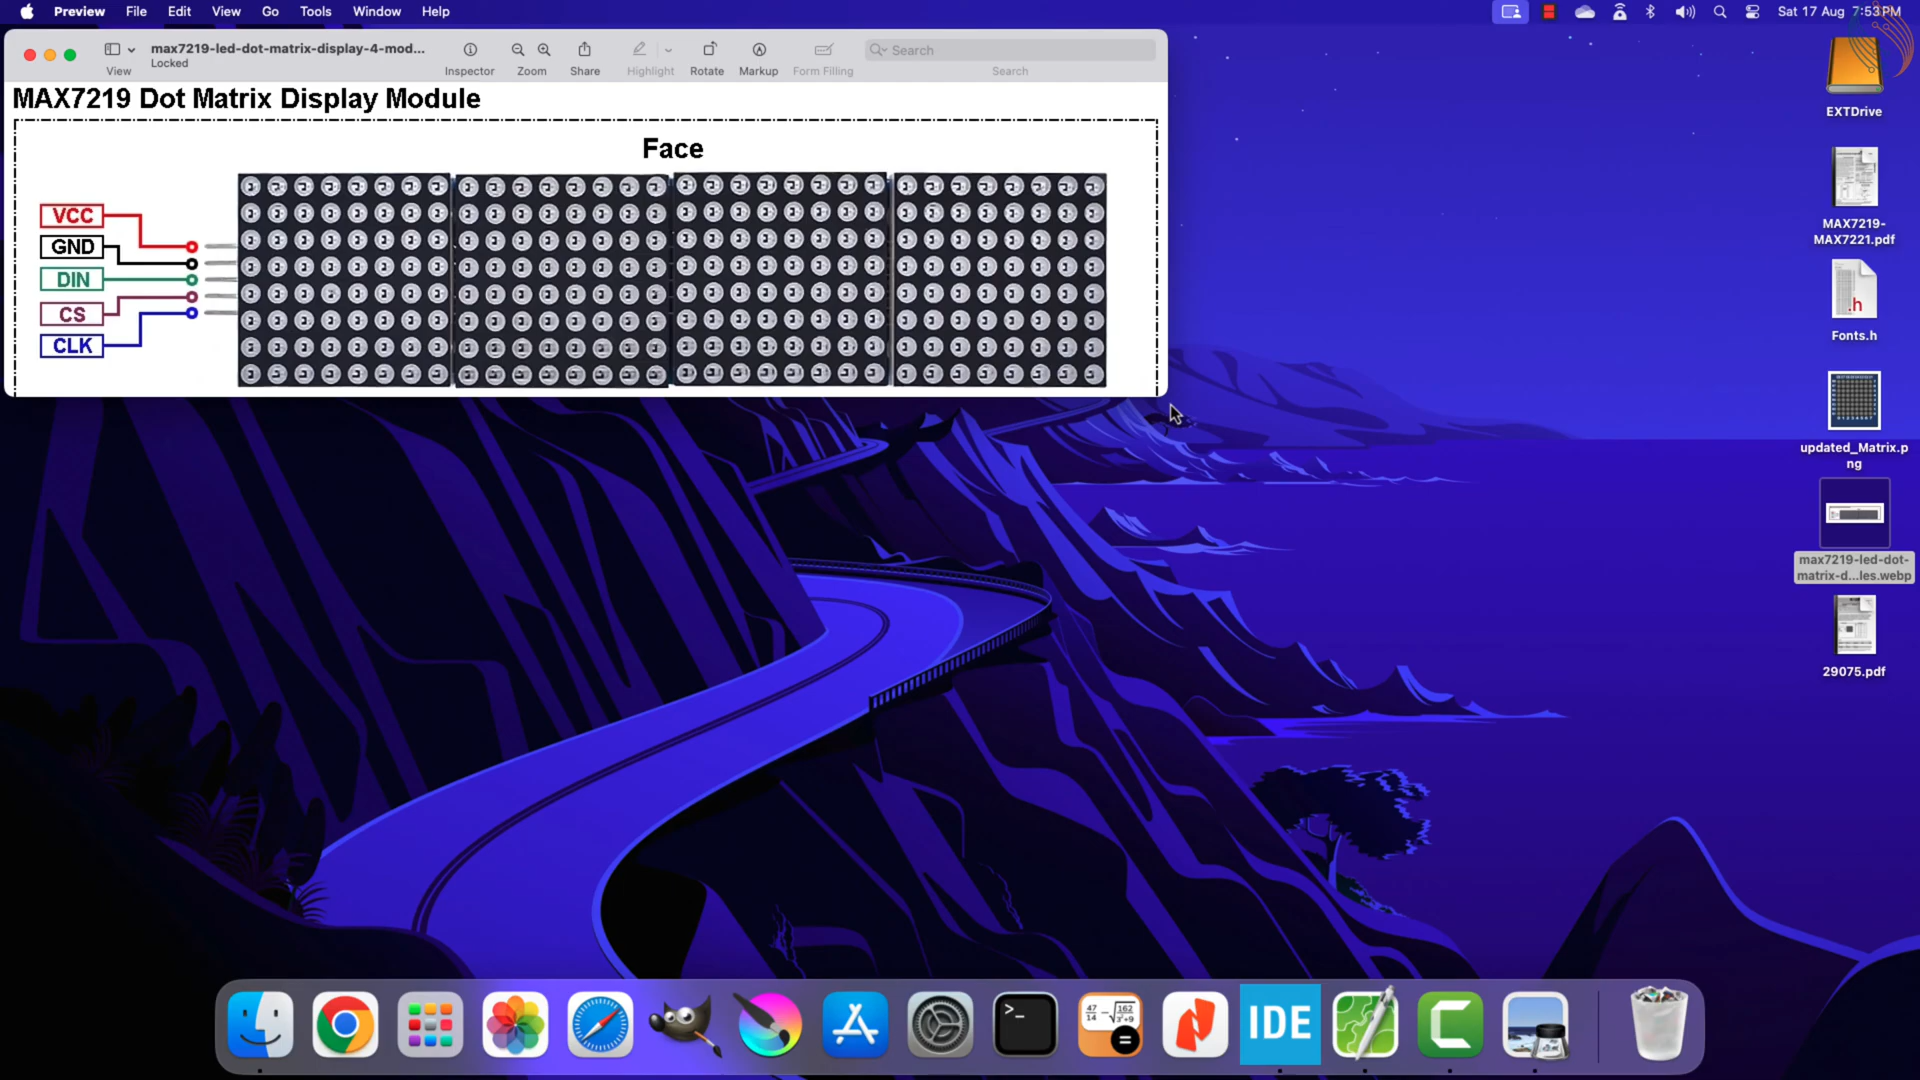 Preview File Edit View Go Tools Window Help
Sat 17 Aug 7:53PM
max7219-led-dot-matrix-display-4-mod...
Locked
View
Inspector
Zoom
Share
Highlight
Rotate
Markup
Form Filling
Search
Search
MAX7219 Dot Matrix Display Module
Face
VCC
GND
DIN
CS
CLK
EXTDrive
MAX7219-
MAX7221.pdf
.h
Fonts.h
updated_Matrix.p
ng
max7219-led-dot-
matrix-d...les.webp
29075.pdf
>_
IDE